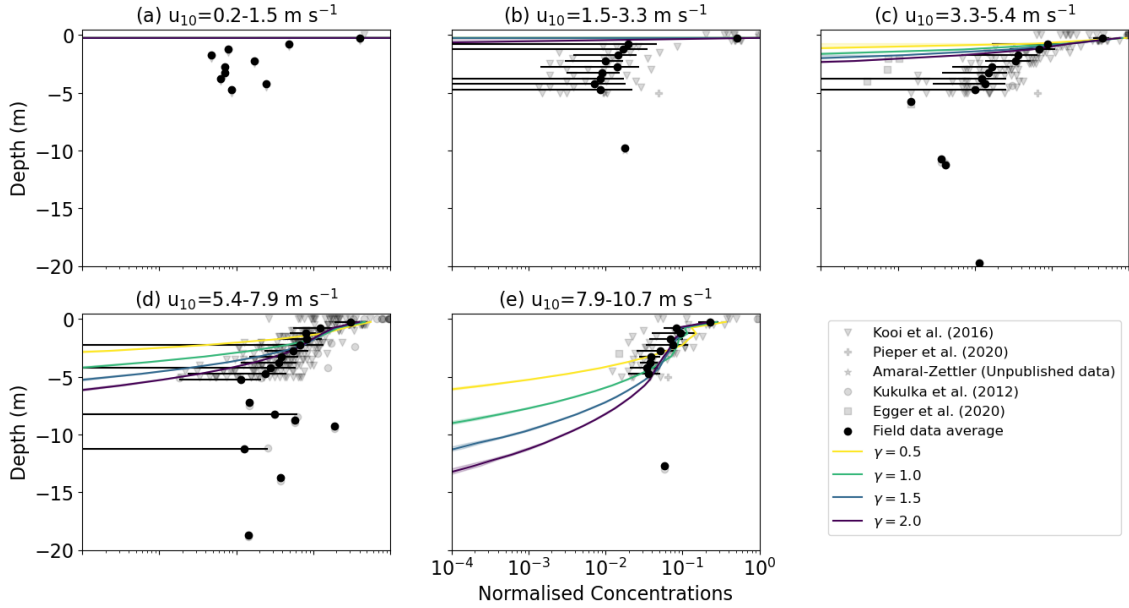 (a) u₁₀=0.2-1.5 m s⁻¹
(b) u₁₀=1.5-3.3 m s⁻¹
(c) u₁₀=3.3-5.4 m s⁻¹
Depth (m)
0
−5
−10
−15
−20
(d) u₁₀=5.4-7.9 m s⁻¹
(e) u₁₀=7.9-10.7 m s⁻¹
Depth (m)
0
−5
−10
−15
−20
10⁻⁴ 10⁻³ 10⁻² 10⁻¹ 10⁰
Normalised Concentrations
Kooi et al. (2016)
Pieper et al. (2020)
Amaral-Zettler (Unpublished data)
Kukulka et al. (2012)
Egger et al. (2020)
Field data average
γ = 0.5
γ = 1.0
γ = 1.5
γ = 2.0